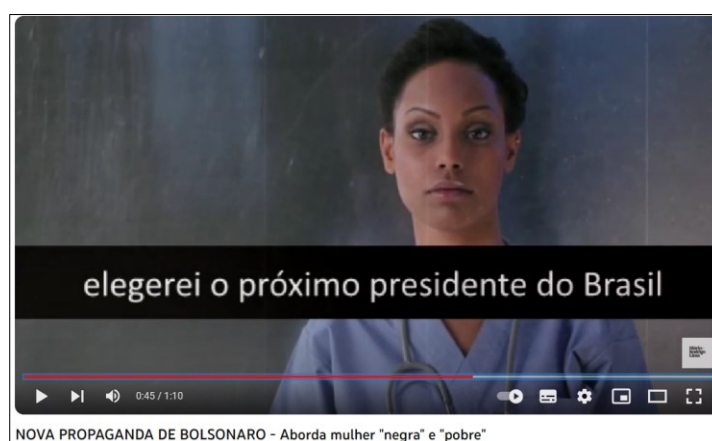 elegerei o próximo presidente do Brasil
0:45 / 1:10
NOVA PROPAGANDA DE BOLSONARO - Aborda mulher "negra" e "pobre"